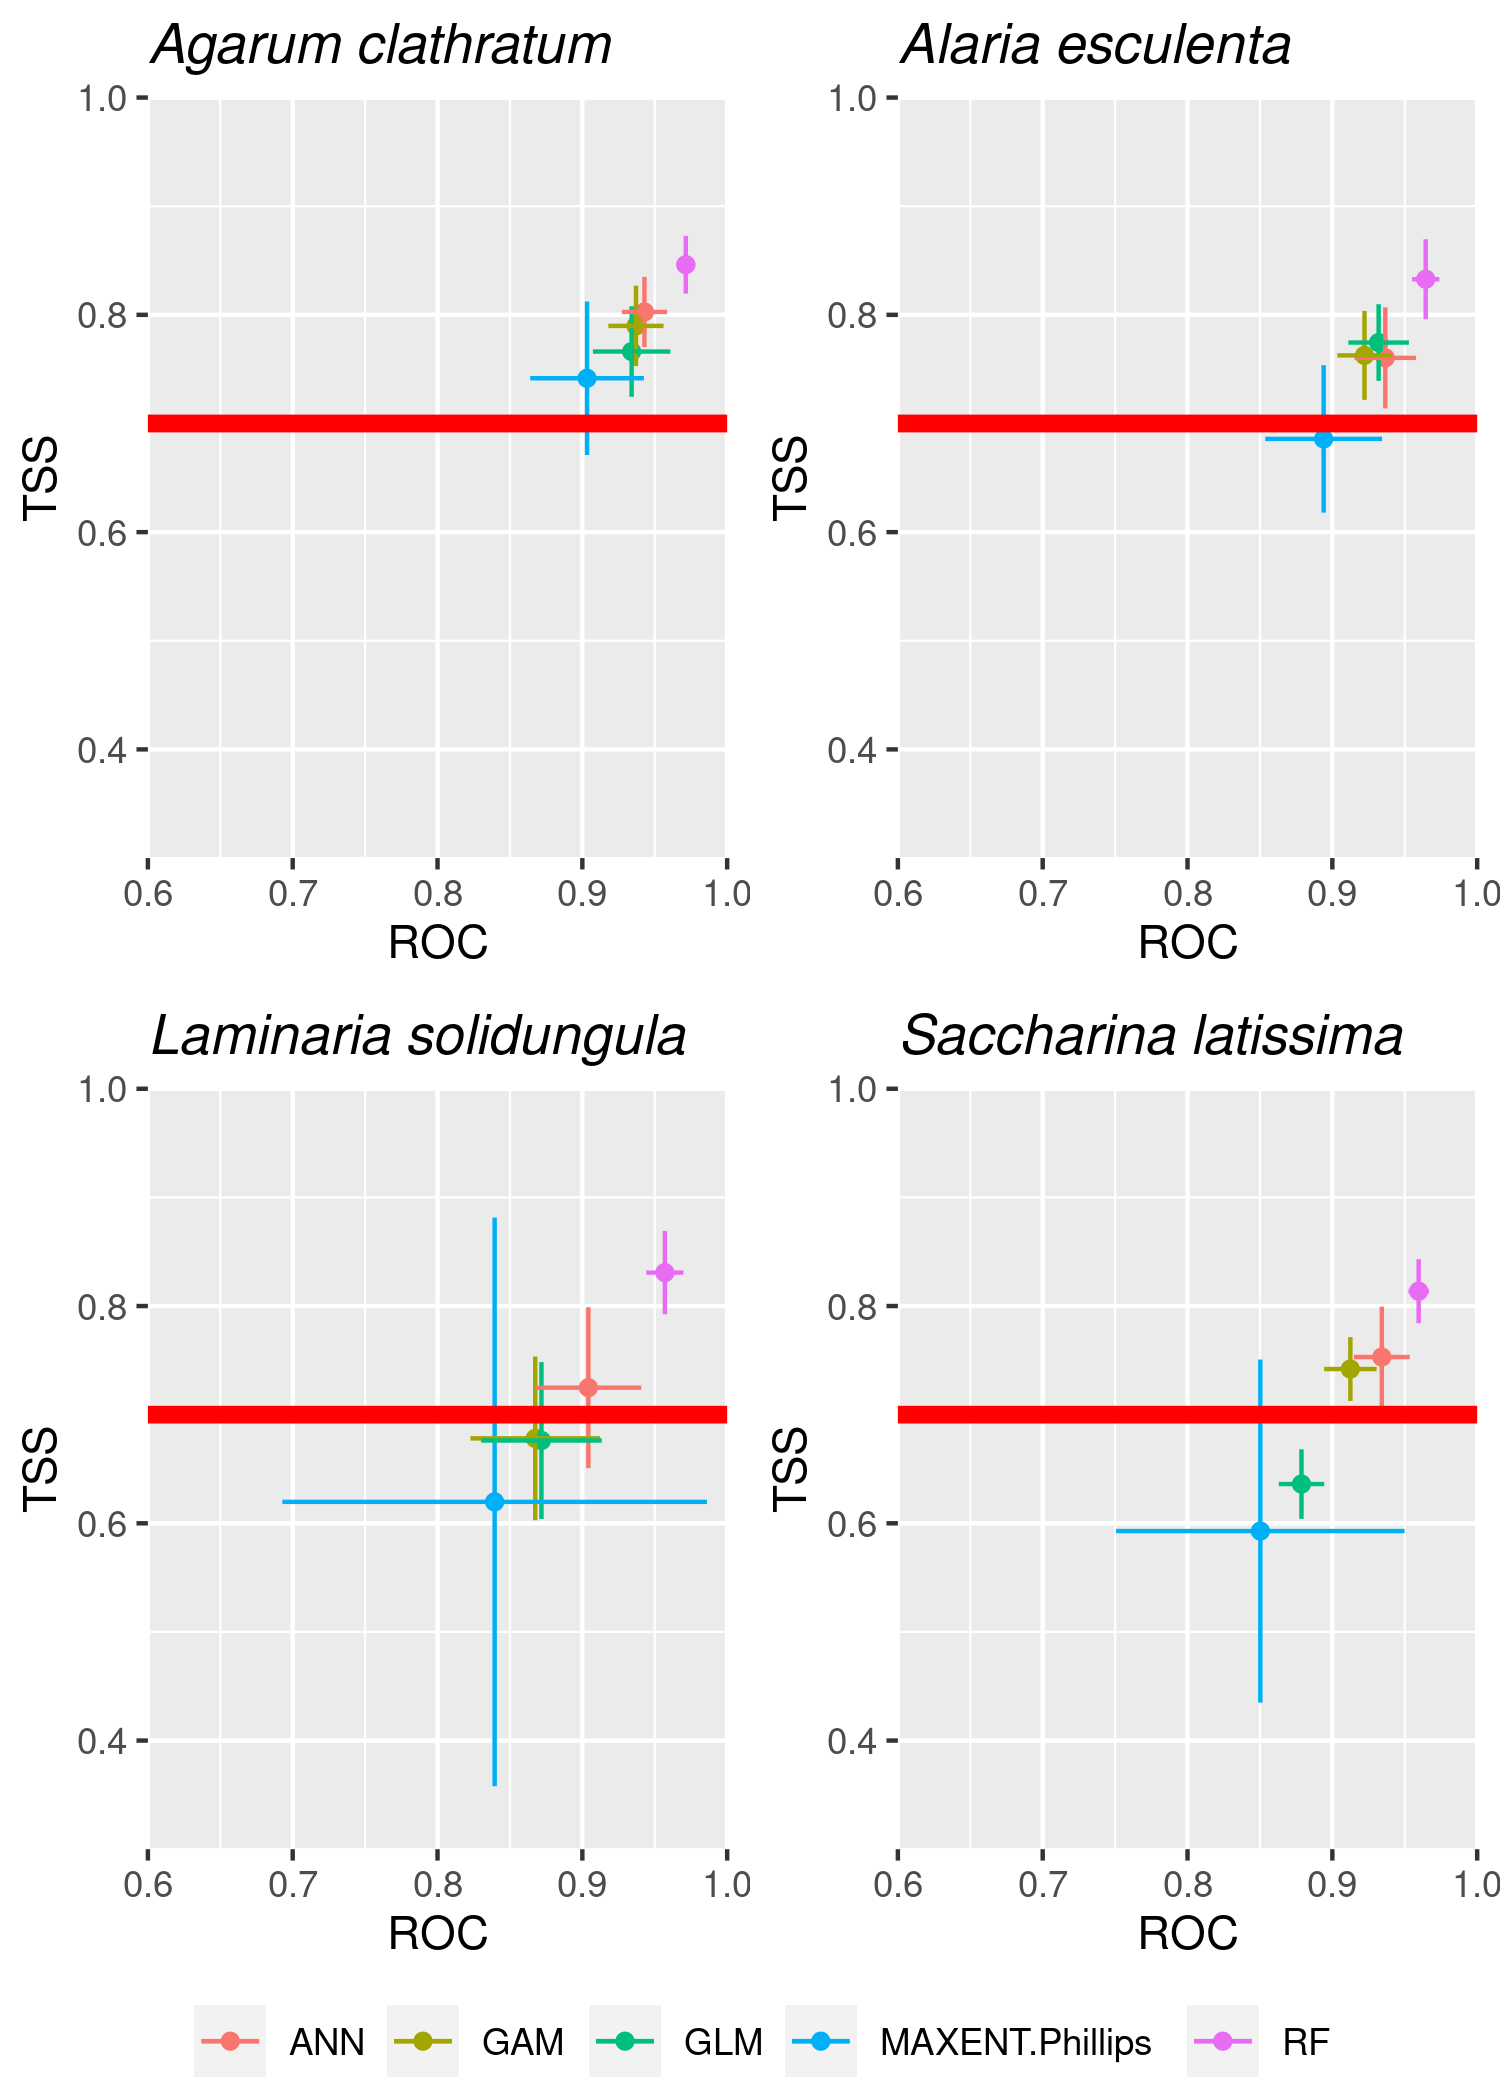 Agarum clathratum
1.0
0.8
0.6
0.4
TSS
0.6 0.7 0.8 0.9 1.0
ROC
Alaria esculenta
1.0
0.8
0.6
0.4
TSS
0.6 0.7 0.8 0.9 1.0
ROC
Laminaria solidungula
1.0
0.8
0.6
0.4
TSS
0.6 0.7 0.8 0.9 1.0
ROC
Saccharina latissima
1.0
0.8
0.6
0.4
TSS
0.6 0.7 0.8 0.9 1.0
ROC
ANN GAM GLM MAXENT.Phillips RF